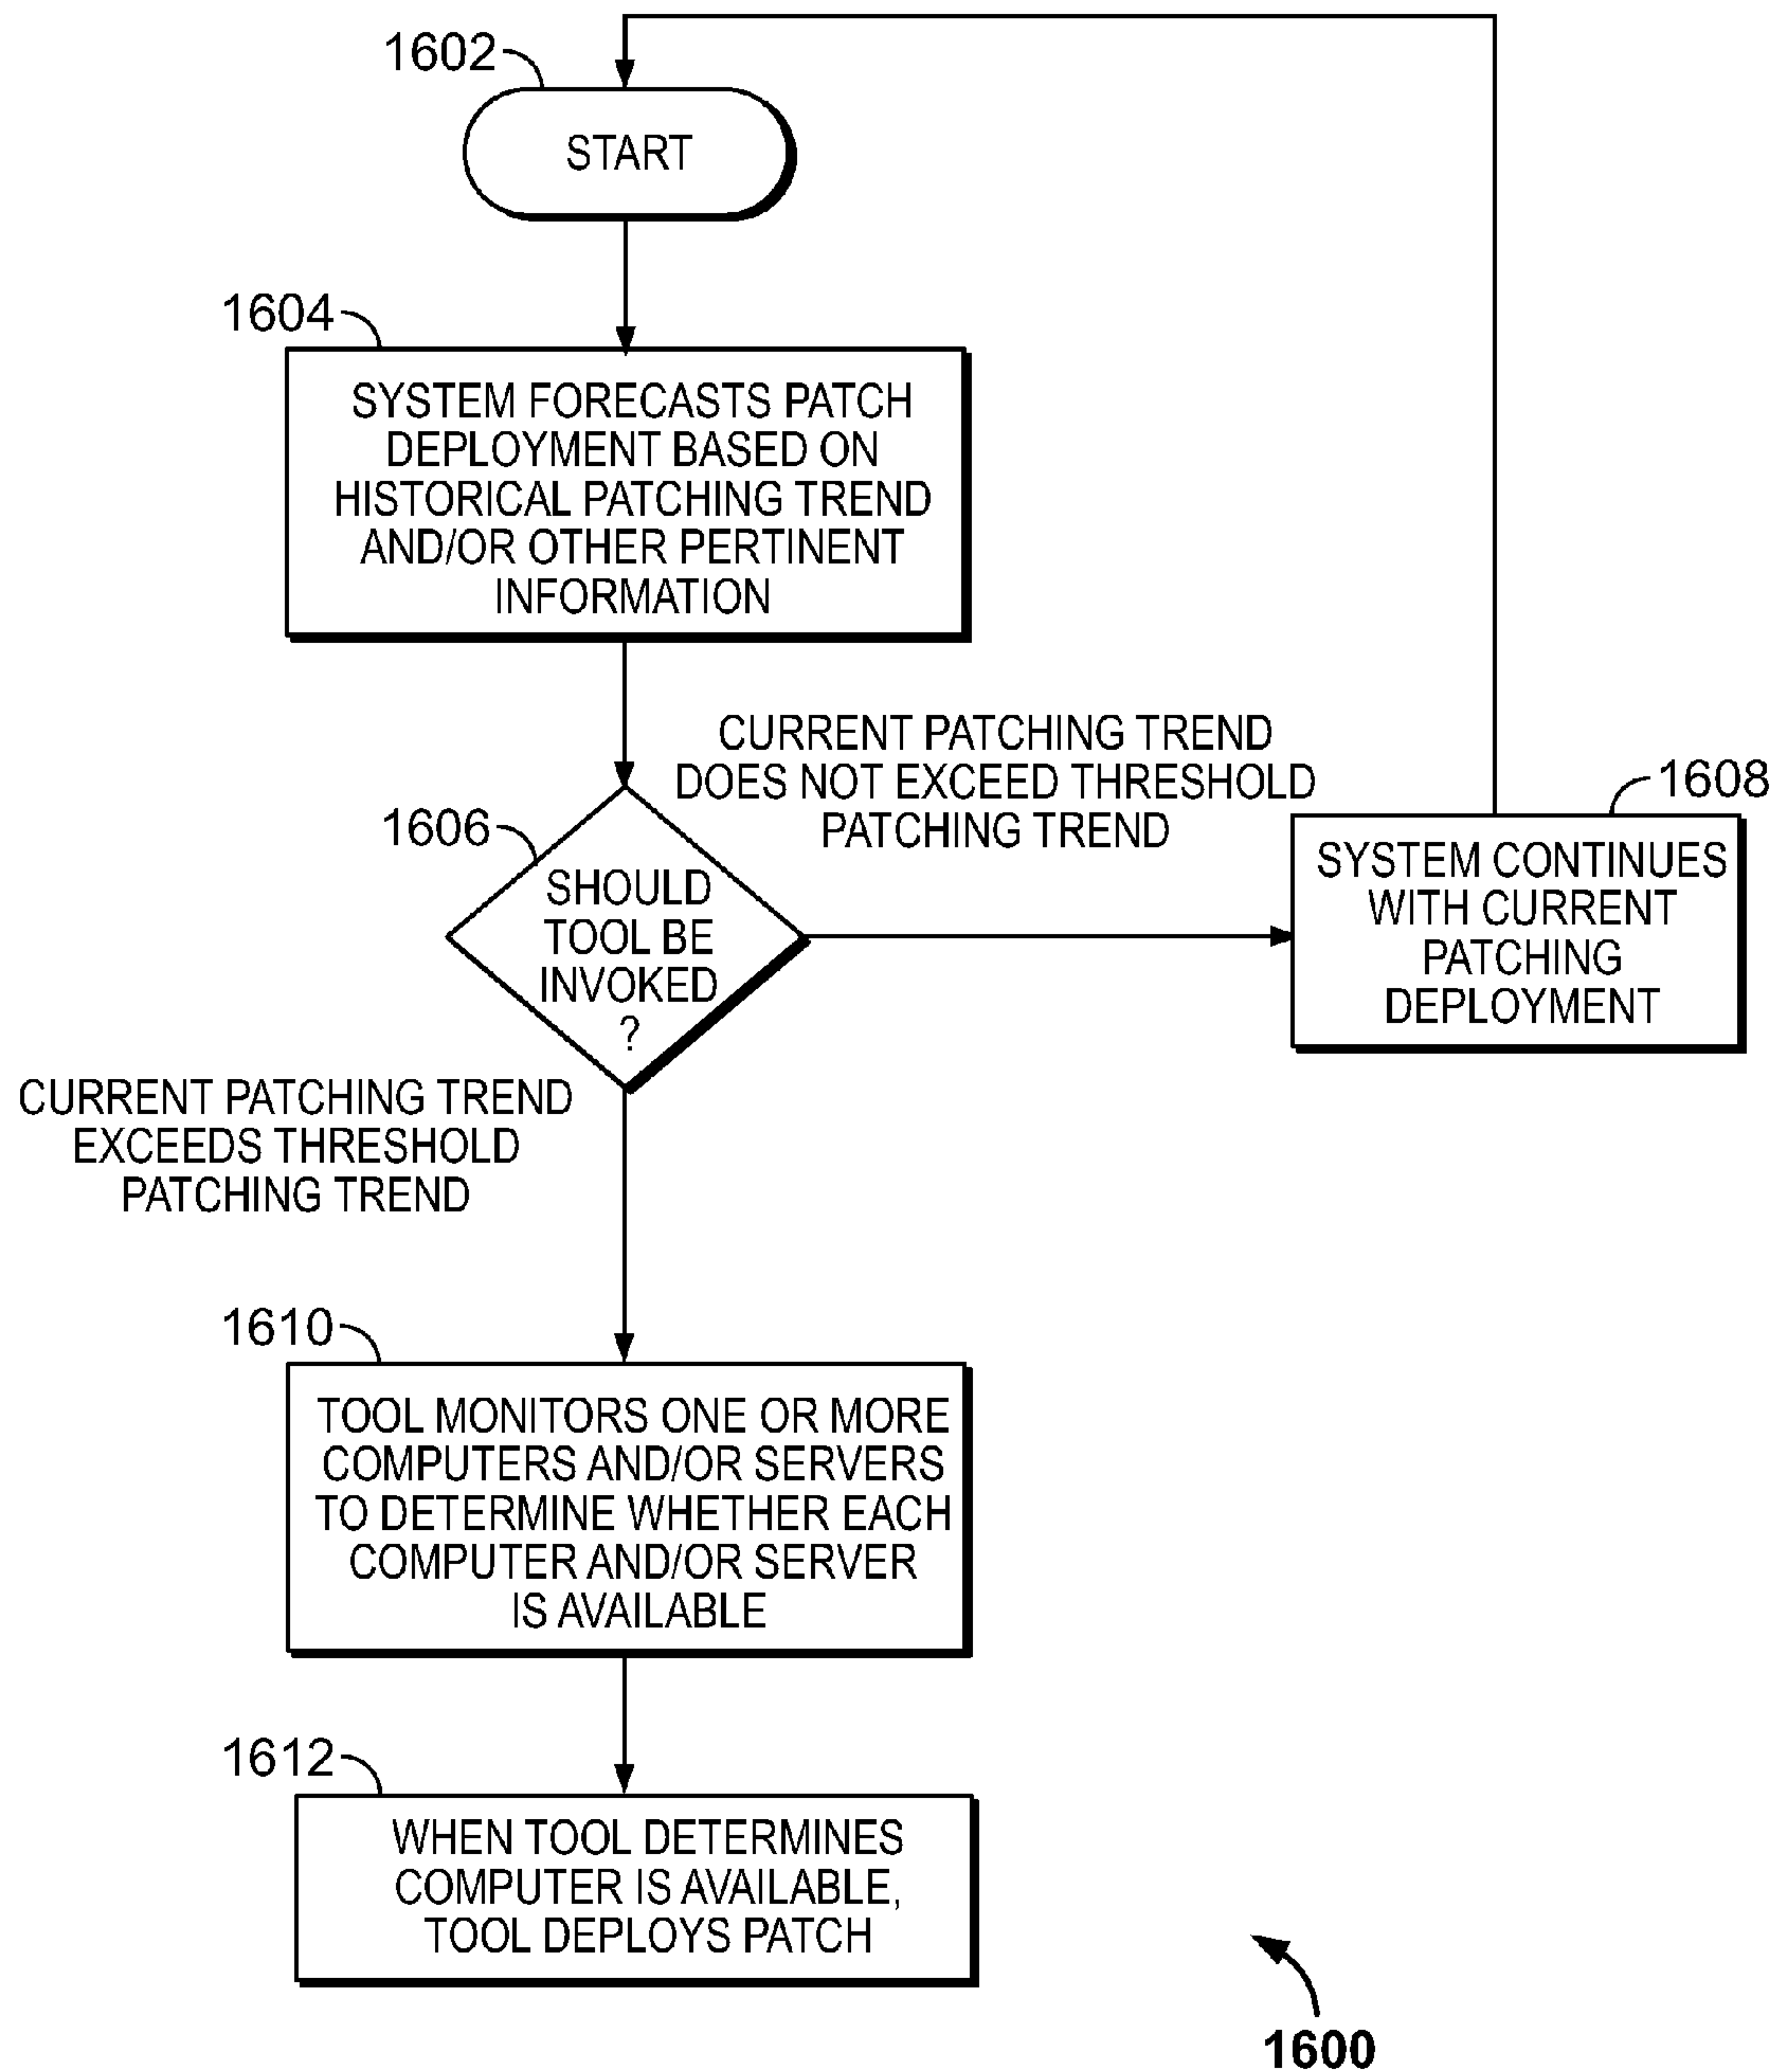 1602
START
1604
SYSTEM FORECASTS PATCH
DEPLOYMENT BASED ON
HISTORICAL PATCHING TREND
AND/OR OTHER PERTINENT
INFORMATION
CURRENT PATCHING TREND
DOES NOT EXCEED THRESHOLD
PATCHING TREND
1606
SHOULD
TOOL BE
INVOKED
?
1608
SYSTEM CONTINUES
WITH CURRENT
PATCHING
DEPLOYMENT
CURRENT PATCHING TREND
EXCEEDS THRESHOLD
PATCHING TREND
1610
TOOL MONITORS ONE OR MORE
COMPUTERS AND/OR SERVERS
TO DETERMINE WHETHER EACH
COMPUTER AND/OR SERVER
IS AVAILABLE
1612
WHEN TOOL DETERMINES
COMPUTER IS AVAILABLE,
TOOL DEPLOYS PATCH
1600